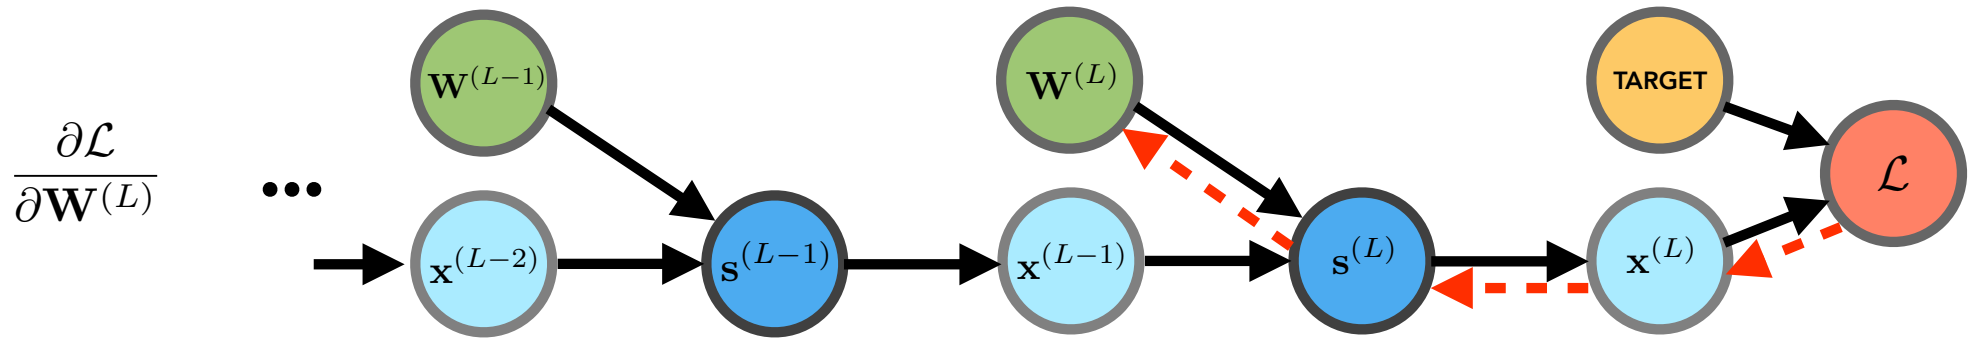 ∂ℒ
∂W^(L)
•••
W^(L−1)
W^(L)
TARGET
ℒ
x^(L−2)
s^(L−1)
x^(L−1)
s^(L)
x^(L)